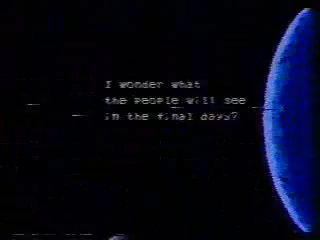 I wonder what
the people will see
in the final days?